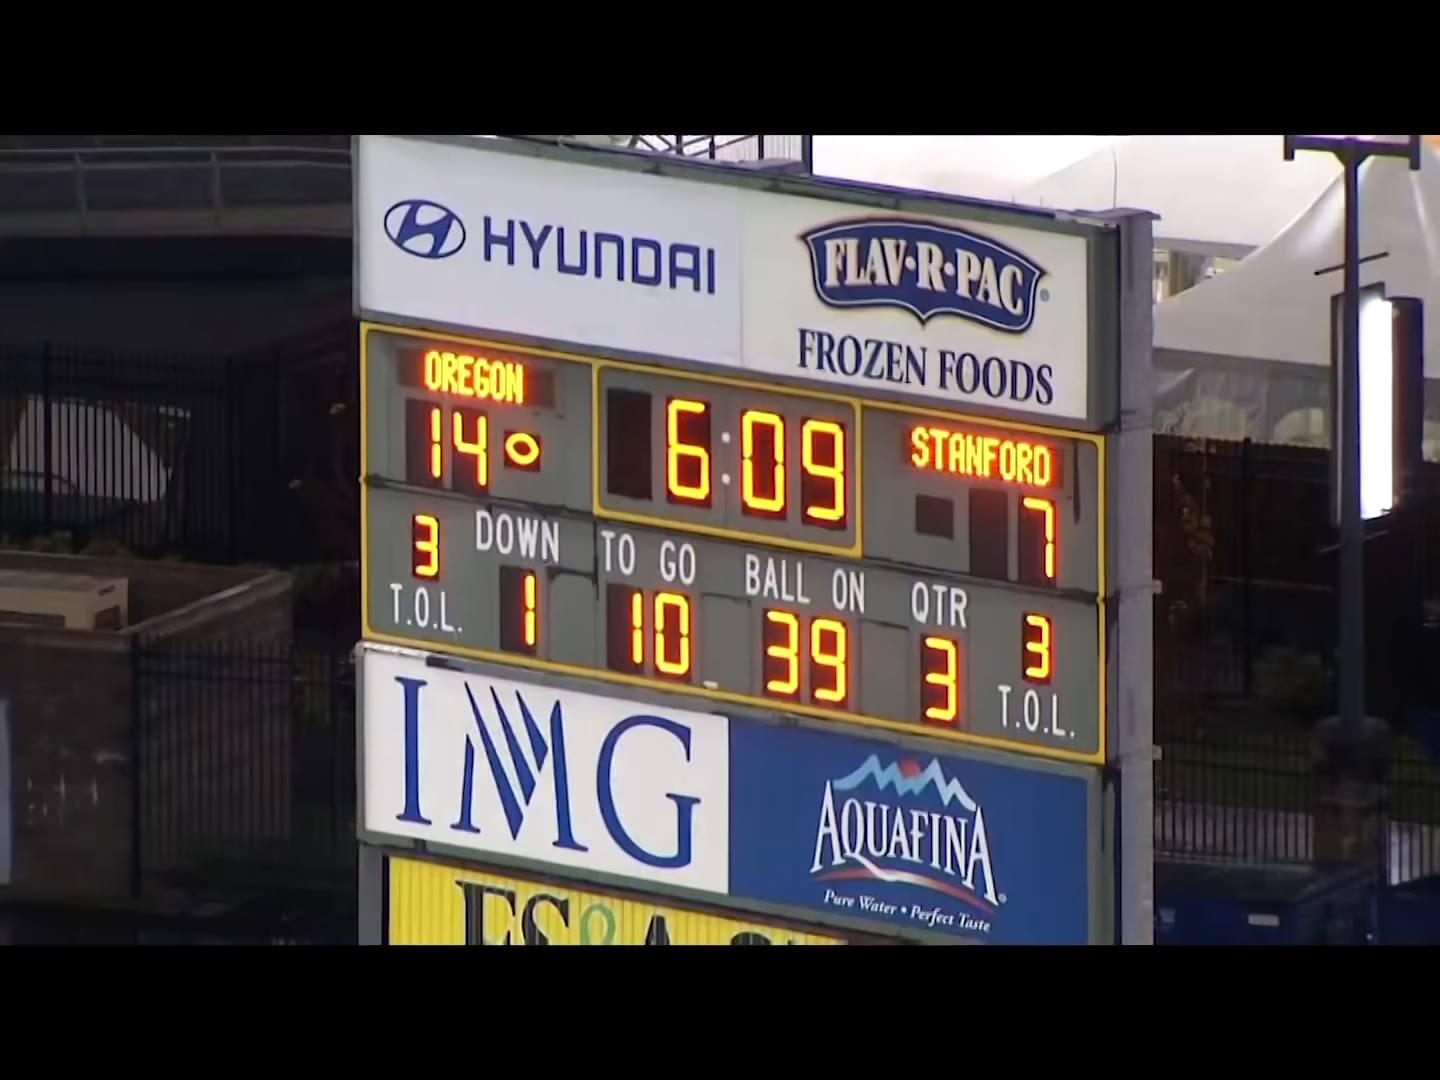 HYUNDAI
FLAV·R·PAC®
FROZEN FOODS
OREGON
14
6:09
STANFORD
7
3 DOWN TO GO BALL ON QTR 3
T.O.L. 1 10 39 3 T.O.L.
IMG
AQUAFINA®
Pure Water • Perfect Taste